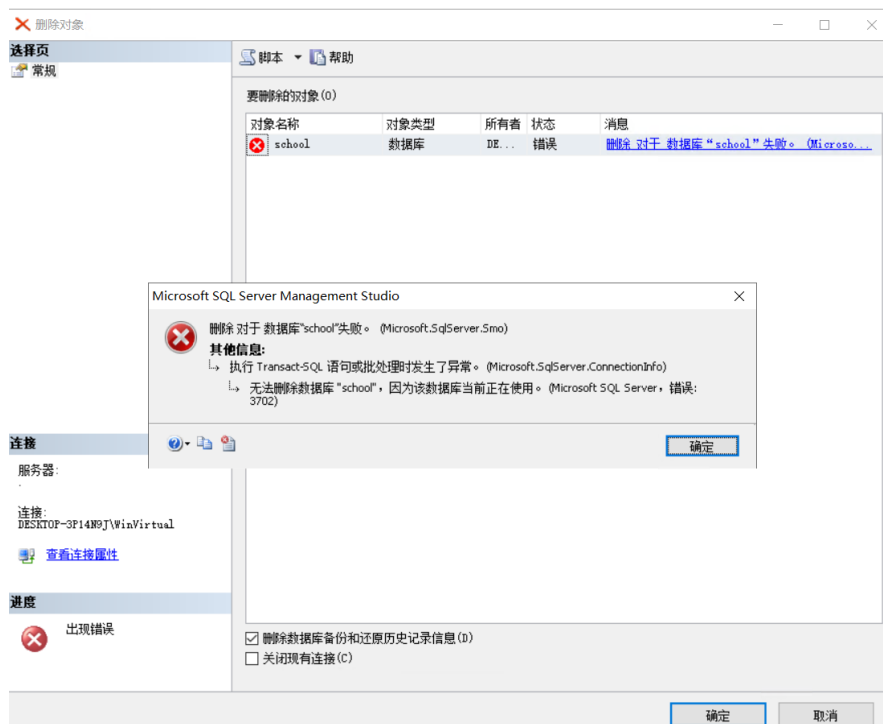 删除对象
选择页
常规
脚本 帮助
要删除的对象(O)
对象名称 对象类型 所有者 状态 消息
school 数据库 DE... 错误 删除 对于 数据库“school”失败。 (Microso...
Microsoft SQL Server Management Studio
删除 对于 数据库"school"失败。 (Microsoft.SqlServer.Smo)
其他信息:
执行 Transact-SQL 语句或批处理时发生了异常。 (Microsoft.SqlServer.ConnectionInfo)
无法删除数据库 "school"，因为该数据库当前正在使用。 (Microsoft SQL Server，错误:
3702)
确定
连接
服务器:
.
连接:
DESKTOP-3P14N9J\WinVirtual
查看连接属性
进度
出现错误
删除数据库备份和还原历史记录信息(D)
关闭现有连接(C)
确定 取消